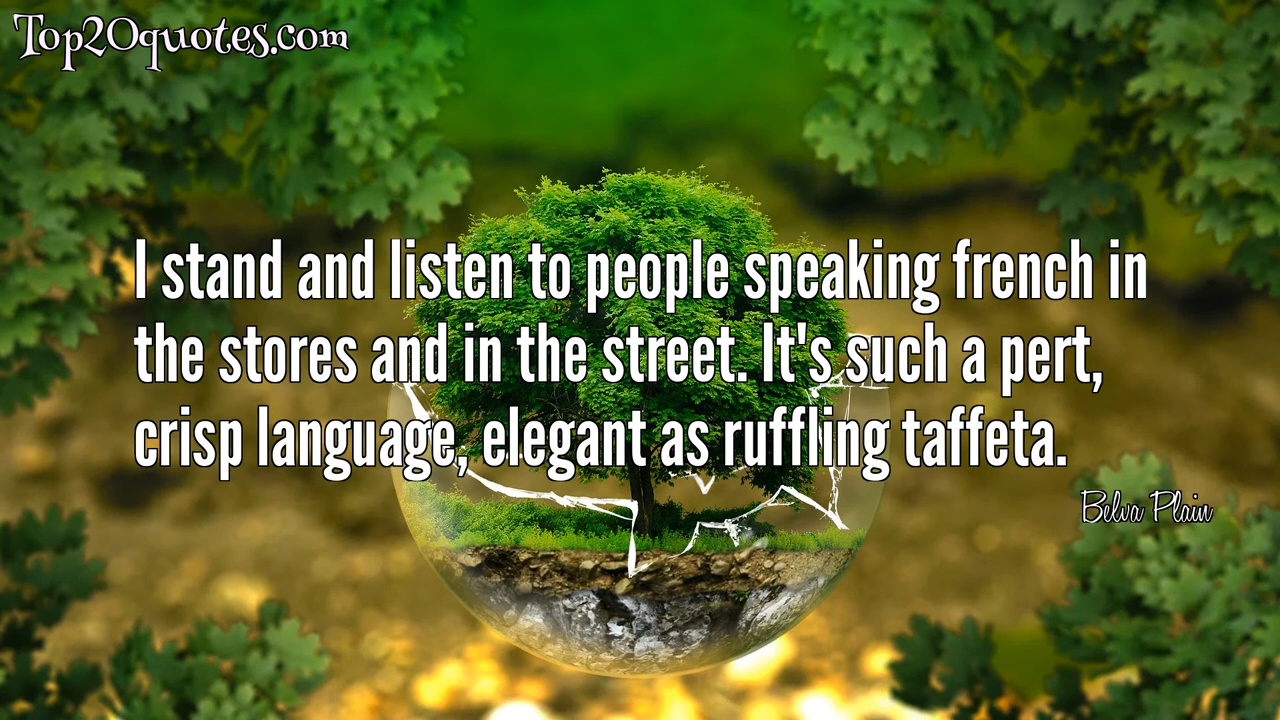 Top20quotes.com
I stand and listen to people speaking french in
the stores and in the street. It's such a pert,
crisp language, elegant as ruffling taffeta.
Belva Plain